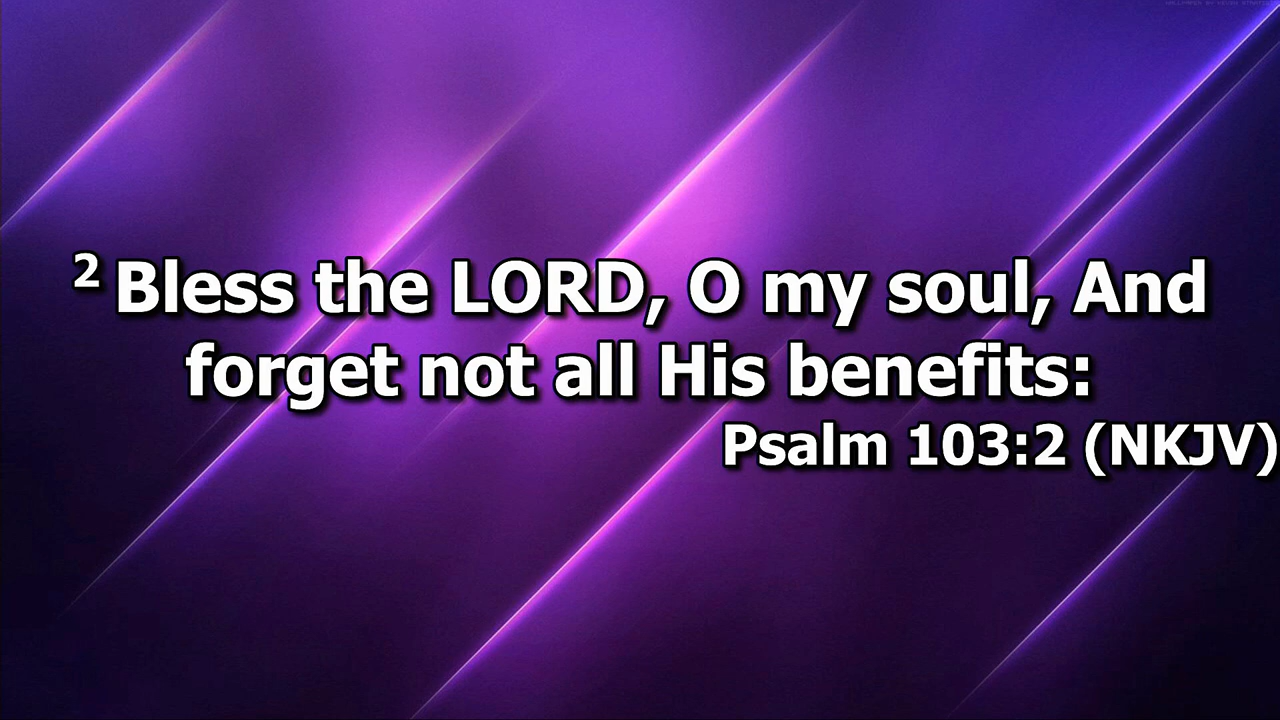 2 Bless the LORD, O my soul, And
forget not all His benefits:
Psalm 103:2 (NKJV)